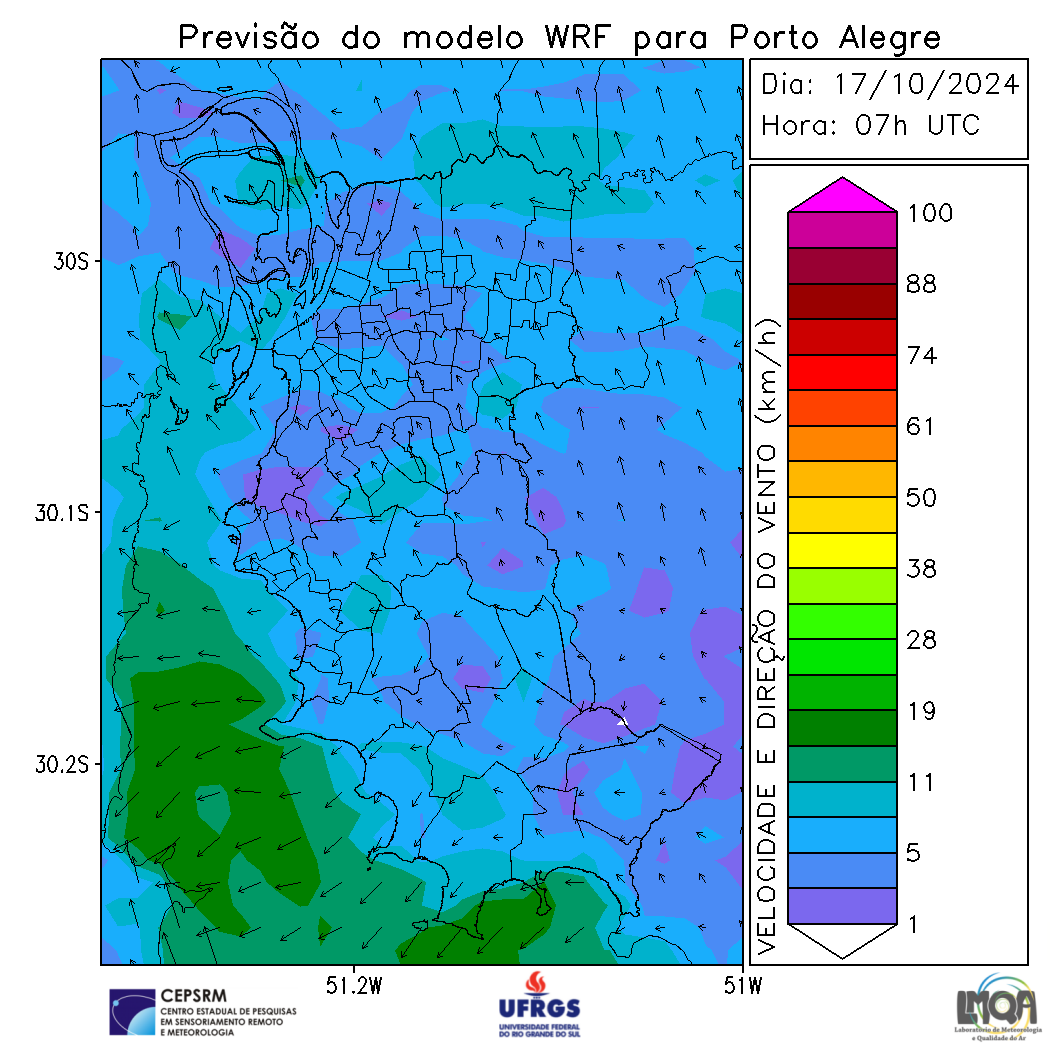 Previsão do modelo WRF para Porto Alegre
Dia: 17/10/2024
Hora: 07h UTC
30S
30.1S
30.2S
51.2W
51W
VELOCIDADE E DIREÇÃO DO VENTO (km/h)
100
88
74
61
50
38
28
19
11
5
1
CEPSRM
CENTRO ESTADUAL DE PESQUISAS
EM SENSORIAMENTO REMOTO
E METEOROLOGIA
UFRGS
UNIVERSIDADE FEDERAL
DO RIO GRANDE DO SUL
LMQA
Laboratório de Meteorologia
e Qualidade do Ar